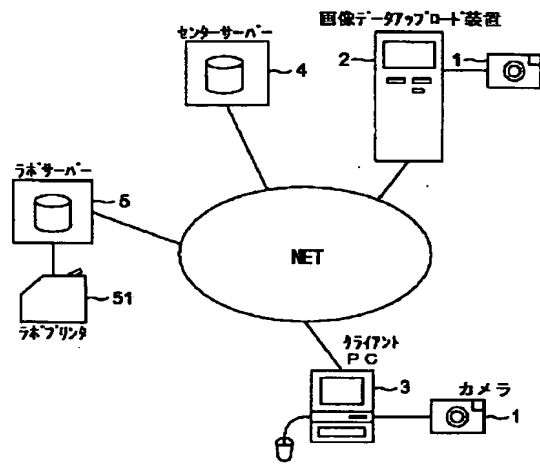 画像データアップロード装置
センターサーバー
4
2
1
ラボサーバー
5
NET
51
ラボプリンタ
クライアント
PC
3
カメラ
1